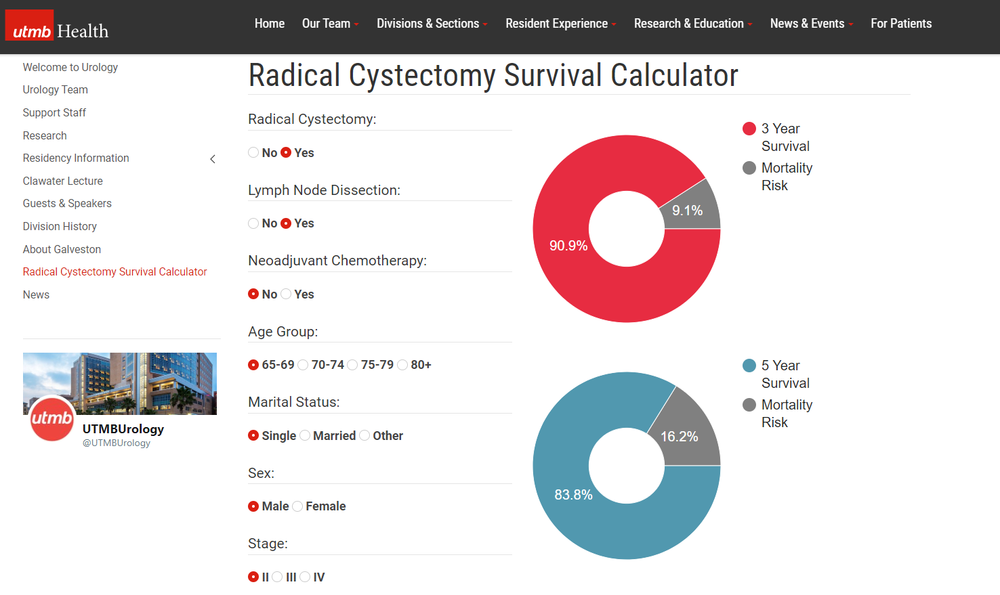 utmb Health
Home Our Team Divisions & Sections Resident Experience Research & Education News & Events For Patients
Welcome to Urology
Urology Team
Support Staff
Research
Residency Information
Clawater Lecture
Guests & Speakers
Division History
About Galveston
Radical Cystectomy Survival Calculator
News
utmb
UTMBUrology
@UTMBUrology
Radical Cystectomy Survival Calculator
Radical Cystectomy:
No Yes
Lymph Node Dissection:
No Yes
Neoadjuvant Chemotherapy:
No Yes
Age Group:
65-69 70-74 75-79 80+
Marital Status:
Single Married Other
Sex:
Male Female
Stage:
II III IV
9.1%
90.9%
3 Year
Survival
Mortality
Risk
16.2%
83.8%
5 Year
Survival
Mortality
Risk